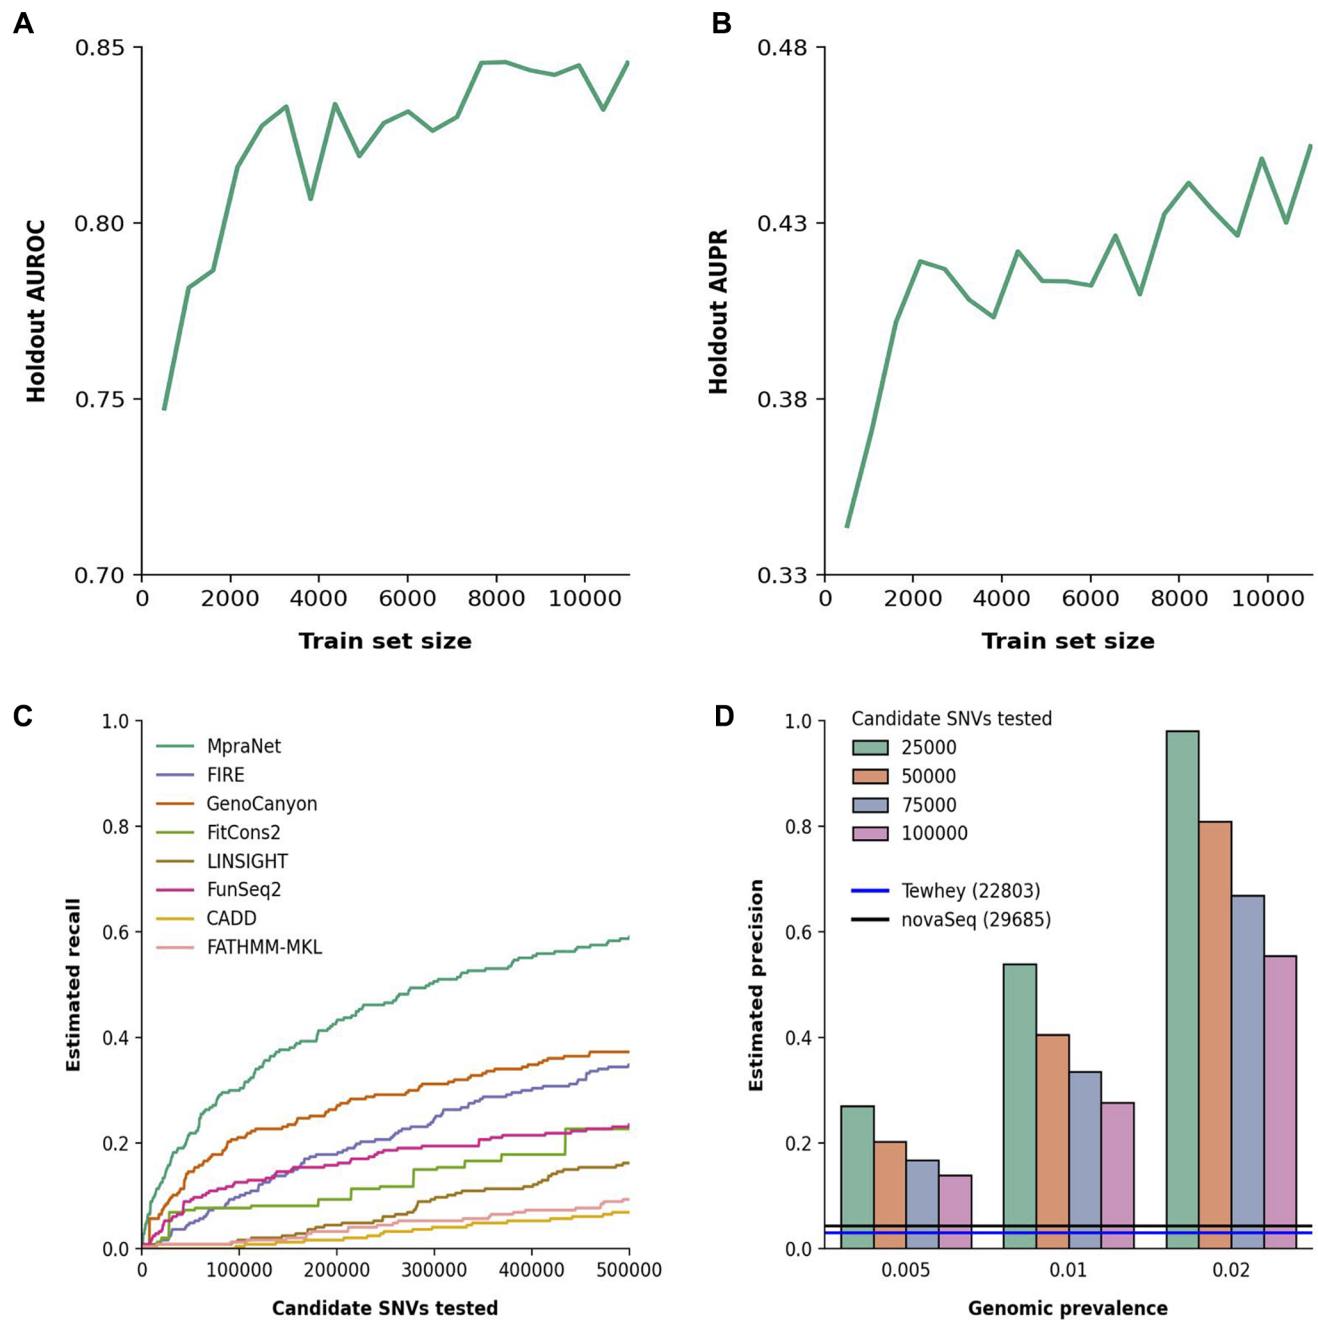 A
B
0.85
0.80
0.75
0.70
Holdout AUROC
0
2000
4000
6000
8000
10000
Train set size
0.48
0.43
0.38
0.33
Holdout AUPR
0
2000
4000
6000
8000
10000
Train set size
C
1.0
0.8
0.6
0.4
0.2
0.0
Estimated recall
MpraNet
FIRE
GenoCanyon
FitCons2
LINSIGHT
FunSeq2
CADD
FATHMM-MKL
0
100000
200000
300000
400000
500000
Candidate SNVs tested
D
1.0
0.8
0.6
0.4
0.2
0.0
Estimated precision
Candidate SNVs tested
25000
50000
75000
100000
Tewhey (22803)
novaSeq (29685)
0.005
0.01
0.02
Genomic prevalence